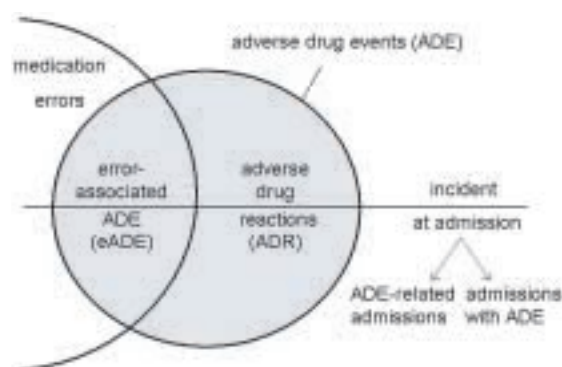 adverse drug events (ADE)
medication
errors
error-
associated
ADE
(eADE)
adverse
drug
reactions
(ADR)
incident
at admission
ADE-related
admissions
admissions
with ADE